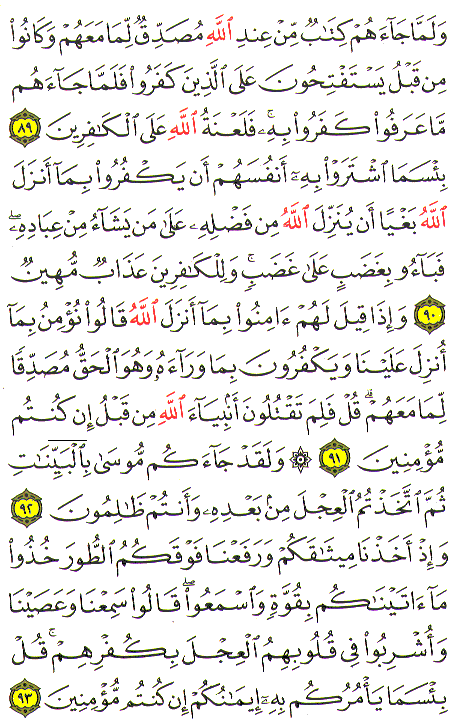 وَلَمَّا جَآءَهُمْ كِتَٰبٌ مِّنْ عِندِ ٱللَّهِ مُصَدِّقٌ لِّمَا مَعَهُمْ وَكَانُوا۟
مِن قَبْلُ يَسْتَفْتِحُونَ عَلَى ٱلَّذِينَ كَفَرُوا۟ فَلَمَّا جَآءَهُم
مَّا عَرَفُوا۟ كَفَرُوا۟ بِهِۦ ۚ فَلَعْنَةُ ٱللَّهِ عَلَى ٱلْكَٰفِرِينَ ٨٩
بِئْسَمَا ٱشْتَرَوْا۟ بِهِۦٓ أَنفُسَهُمْ أَن يَكْفُرُوا۟ بِمَآ أَنزَلَ
ٱللَّهُ بَغْيًا أَن يُنَزِّلَ ٱللَّهُ مِن فَضْلِهِۦ عَلَىٰ مَن يَشَآءُ مِنْ عِبَادِهِۦ ۖ
فَبَآءُو بِغَضَبٍ عَلَىٰ غَضَبٍ ۚ وَلِلْكَٰفِرِينَ عَذَابٌ مُّهِينٌ
٩٠ وَإِذَا قِيلَ لَهُمْ ءَامِنُوا۟ بِمَآ أَنزَلَ ٱللَّهُ قَالُوا۟ نُؤْمِنُ بِمَآ
أُنزِلَ عَلَيْنَا وَيَكْفُرُونَ بِمَا وَرَآءَهُۥ وَهُوَ ٱلْحَقُّ مُصَدِّقًا
لِّمَا مَعَهُمْ ۗ قُلْ فَلِمَ تَقْتُلُونَ أَنۢبِيَآءَ ٱللَّهِ مِن قَبْلُ إِن كُنتُم
مُّؤْمِنِينَ ٩١ ۞ وَلَقَدْ جَآءَكُم مُّوسَىٰ بِٱلْبَيِّنَٰتِ
ثُمَّ ٱتَّخَذْتُمُ ٱلْعِجْلَ مِنۢ بَعْدِهِۦ وَأَنتُمْ ظَٰلِمُونَ ٩٢
وَإِذْ أَخَذْنَا مِيثَٰقَكُمْ وَرَفَعْنَا فَوْقَكُمُ ٱلطُّورَ خُذُوا۟
مَآ ءَاتَيْنَٰكُم بِقُوَّةٍ وَٱسْمَعُوا۟ ۖ قَالُوا۟ سَمِعْنَا وَعَصَيْنَا
وَأُشْرِبُوا۟ فِى قُلُوبِهِمُ ٱلْعِجْلَ بِكُفْرِهِمْ ۚ قُلْ
بِئْسَمَا يَأْمُرُكُم بِهِۦٓ إِيمَٰنُكُمْ إِن كُنتُم مُّؤْمِنِينَ ٩٣